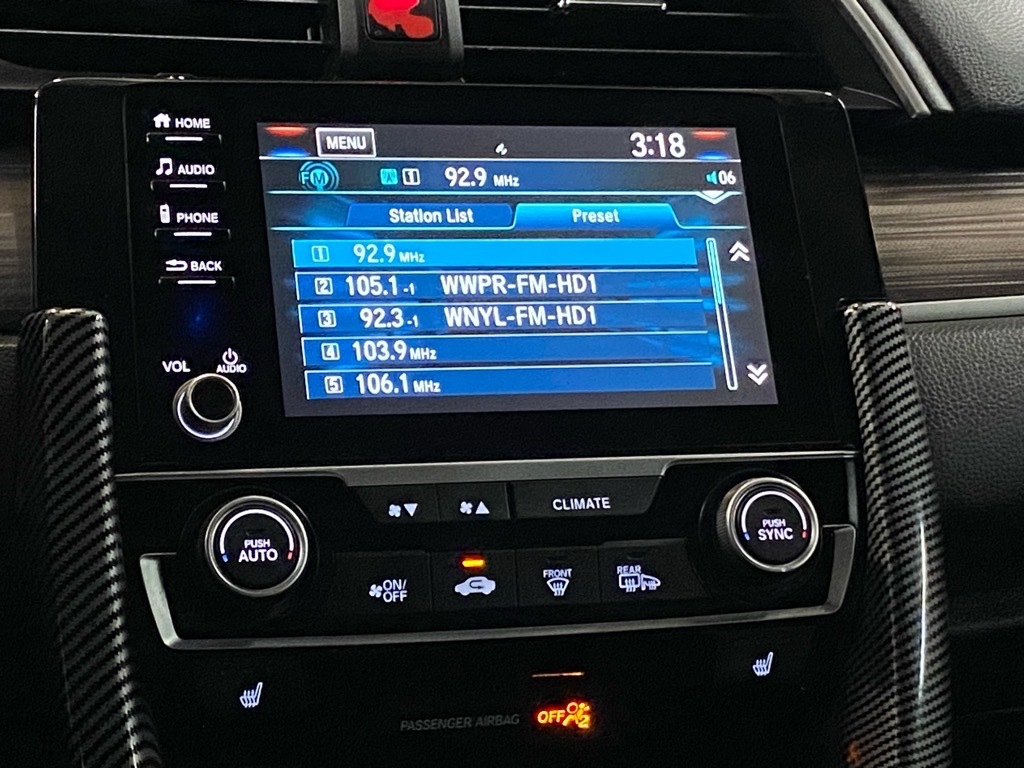 HOME
MENU
3:18
AUDIO
FM
1
92.9 MHz
06
PHONE
Station List
Preset
BACK
1 92.9 MHz
2 105.1-1 WWPR-FM-HD1
3 92.3-1 WNYL-FM-HD1
4 103.9 MHz
5 106.1 MHz
VOL
AUDIO
CLIMATE
PUSH
AUTO
PUSH
SYNC
ON/
OFF
FRONT
REAR
PASSENGER AIRBAG
OFF
2